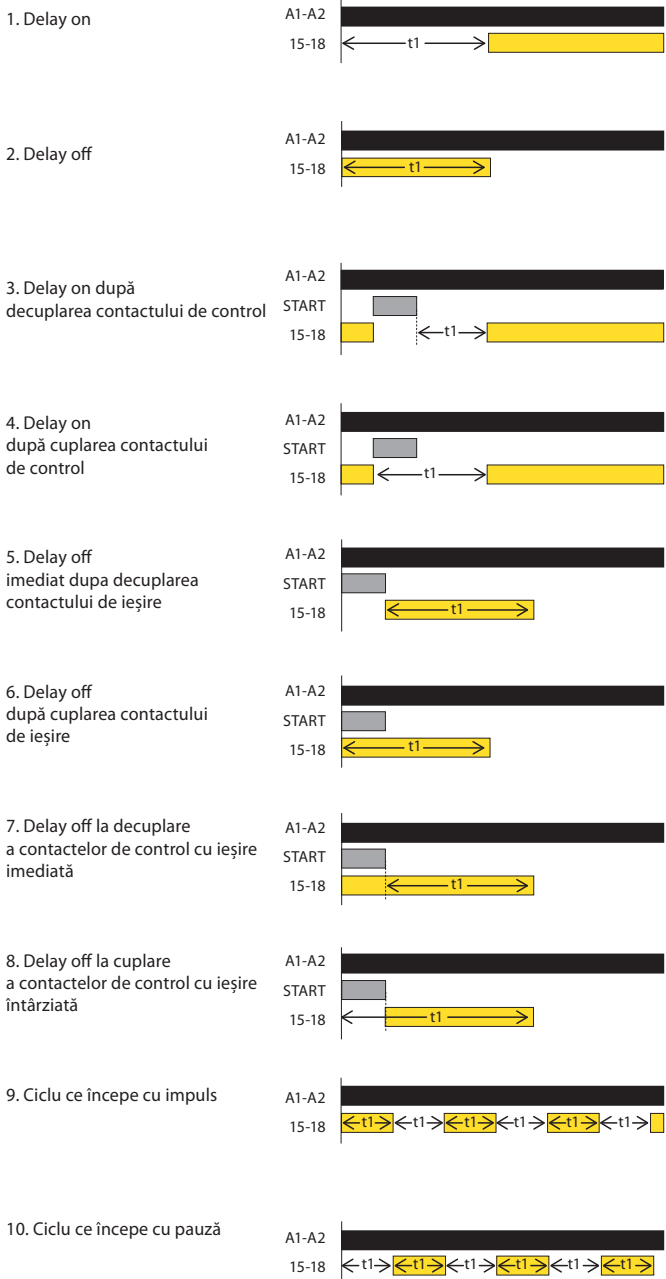 1. Delay on
A1-A2
15-18
t1
2. Delay off
A1-A2
15-18
t1
3. Delay on după
decuplarea contactului de control
A1-A2
START
15-18
t1
4. Delay on
după cuplarea contactului
de control
A1-A2
START
15-18
t1
5. Delay off
imediat dupa decuplarea
contactului de ieșire
A1-A2
START
15-18
t1
6. Delay off
după cuplarea contactului
de ieșire
A1-A2
START
15-18
t1
7. Delay off la decuplare
a contactelor de control cu ieșire
imediată
A1-A2
START
15-18
t1
8. Delay off la cuplare
a contactelor de control cu ieșire
întârziată
A1-A2
START
15-18
t1
9. Ciclu ce începe cu impuls
A1-A2
15-18
t1 t1 t1 t1 t1 t1
10. Ciclu ce începe cu pauză
A1-A2
15-18
t1 t1 t1 t1 t1 t1